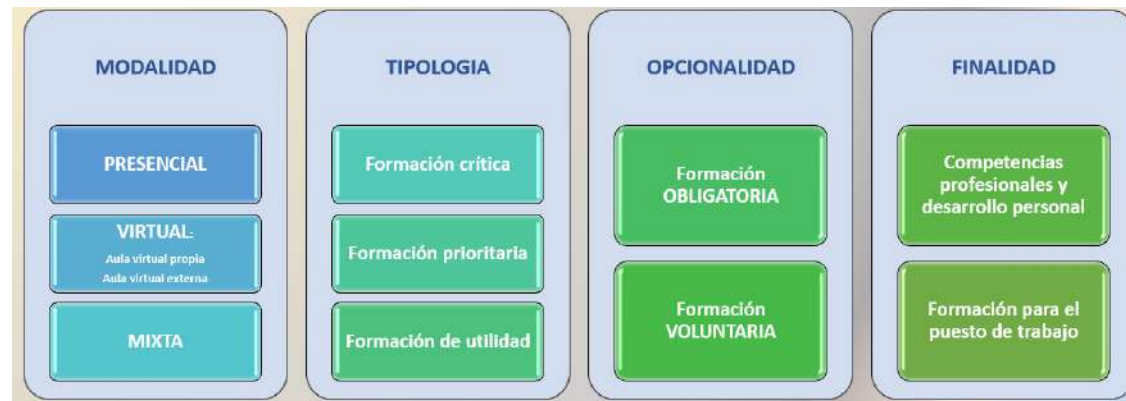 MODALIDAD
PRESENCIAL
VIRTUAL:
Aula virtual propia
Aula virtual externa
MIXTA
TIPOLOGIA
Formación crítica
Formación prioritaria
Formación de utilidad
OPCIONALIDAD
Formación
OBLIGATORIA
Formación
VOLUNTARIA
FINALIDAD
Competencias
profesionales y
desarrollo personal
Formación para el
puesto de trabajo